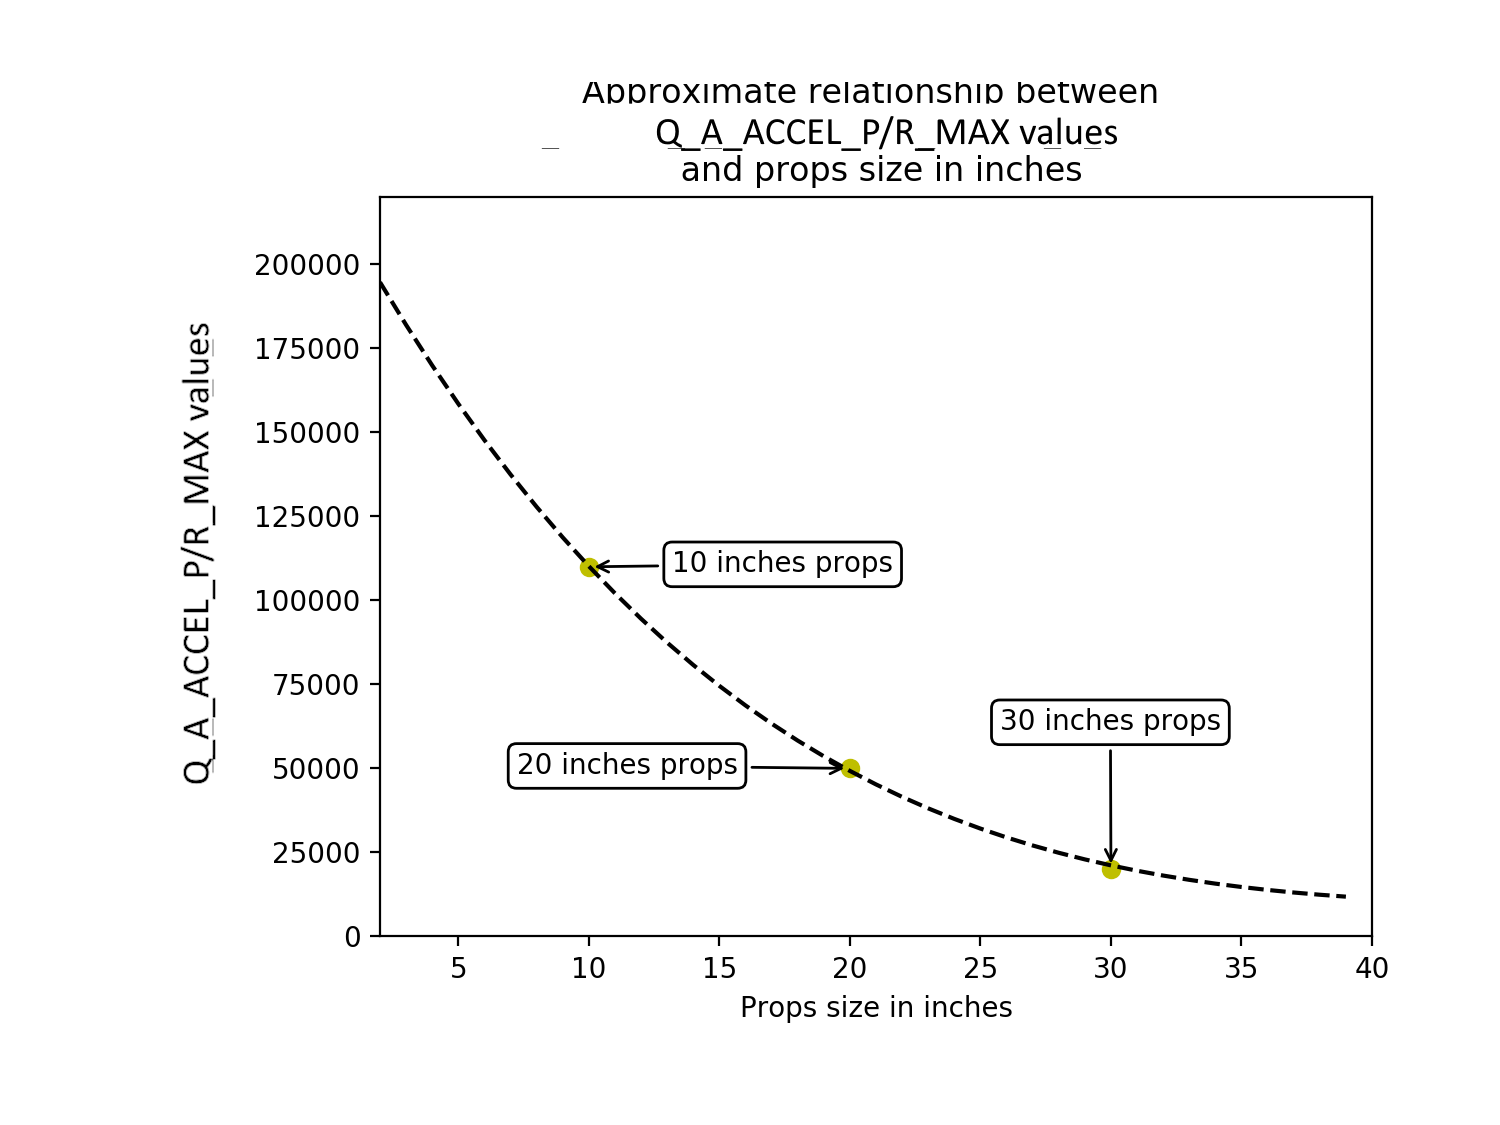 Approximate relationship between
Q_A_ACCEL_P/R_MAX values
and props size in inches
Q_A_ACCEL_P/R_MAX values
200000
175000
150000
125000
100000
75000
50000
25000
0
10 inches props
20 inches props
30 inches props
5 10 15 20 25 30 35 40
Props size in inches